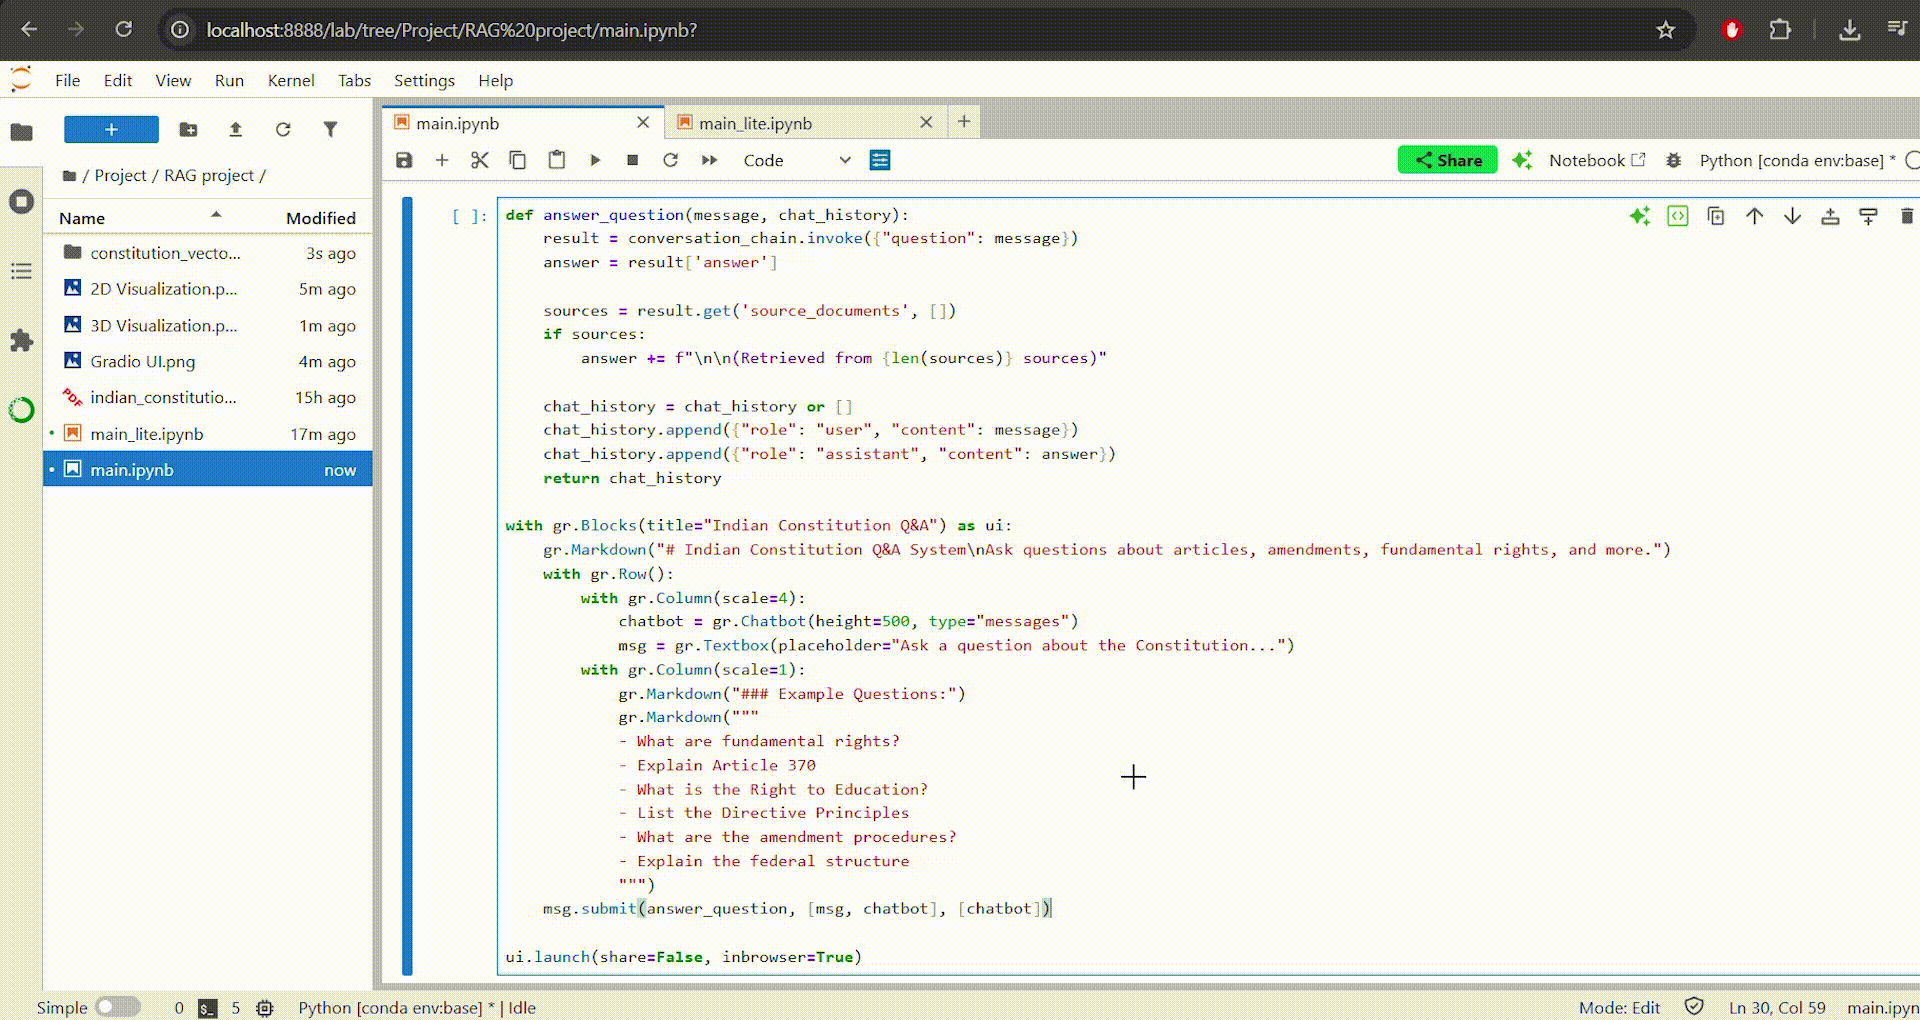 localhost:8888/lab/tree/Project/RAG%20project/main.ipynb?
File Edit View Run Kernel Tabs Settings Help
+
/ Project / RAG project /
Name Modified
constitution_vecto... 3s ago
2D Visualization.p... 5m ago
3D Visualization.p... 1m ago
Gradio UI.png 4m ago
PDF indian_constitutio... 15h ago
main_lite.ipynb 17m ago
main.ipynb now
main.ipynb main_lite.ipynb
Code Share Notebook Python [conda env:base] *
[ ]: def answer_question(message, chat_history):
    result = conversation_chain.invoke({"question": message})
    answer = result['answer']

    sources = result.get('source_documents', [])
    if sources:
        answer += f"\n\n(Retrieved from {len(sources)} sources)"

    chat_history = chat_history or []
    chat_history.append({"role": "user", "content": message})
    chat_history.append({"role": "assistant", "content": answer})
    return chat_history

with gr.Blocks(title="Indian Constitution Q&A") as ui:
    gr.Markdown("# Indian Constitution Q&A System\nAsk questions about articles, amendments, fundamental rights, and more.")
    with gr.Row():
        with gr.Column(scale=4):
            chatbot = gr.Chatbot(height=500, type="messages")
            msg = gr.Textbox(placeholder="Ask a question about the Constitution...")
        with gr.Column(scale=1):
            gr.Markdown("### Example Questions:")
            gr.Markdown("""
            - What are fundamental rights?
            - Explain Article 370
            - What is the Right to Education?
            - List the Directive Principles
            - What are the amendment procedures?
            - Explain the federal structure
            """)
    msg.submit(answer_question, [msg, chatbot], [chatbot])

ui.launch(share=False, inbrowser=True)
Simple 0 $_ 5 Python [conda env:base] * | Idle Mode: Edit Ln 30, Col 59 main.ipyn